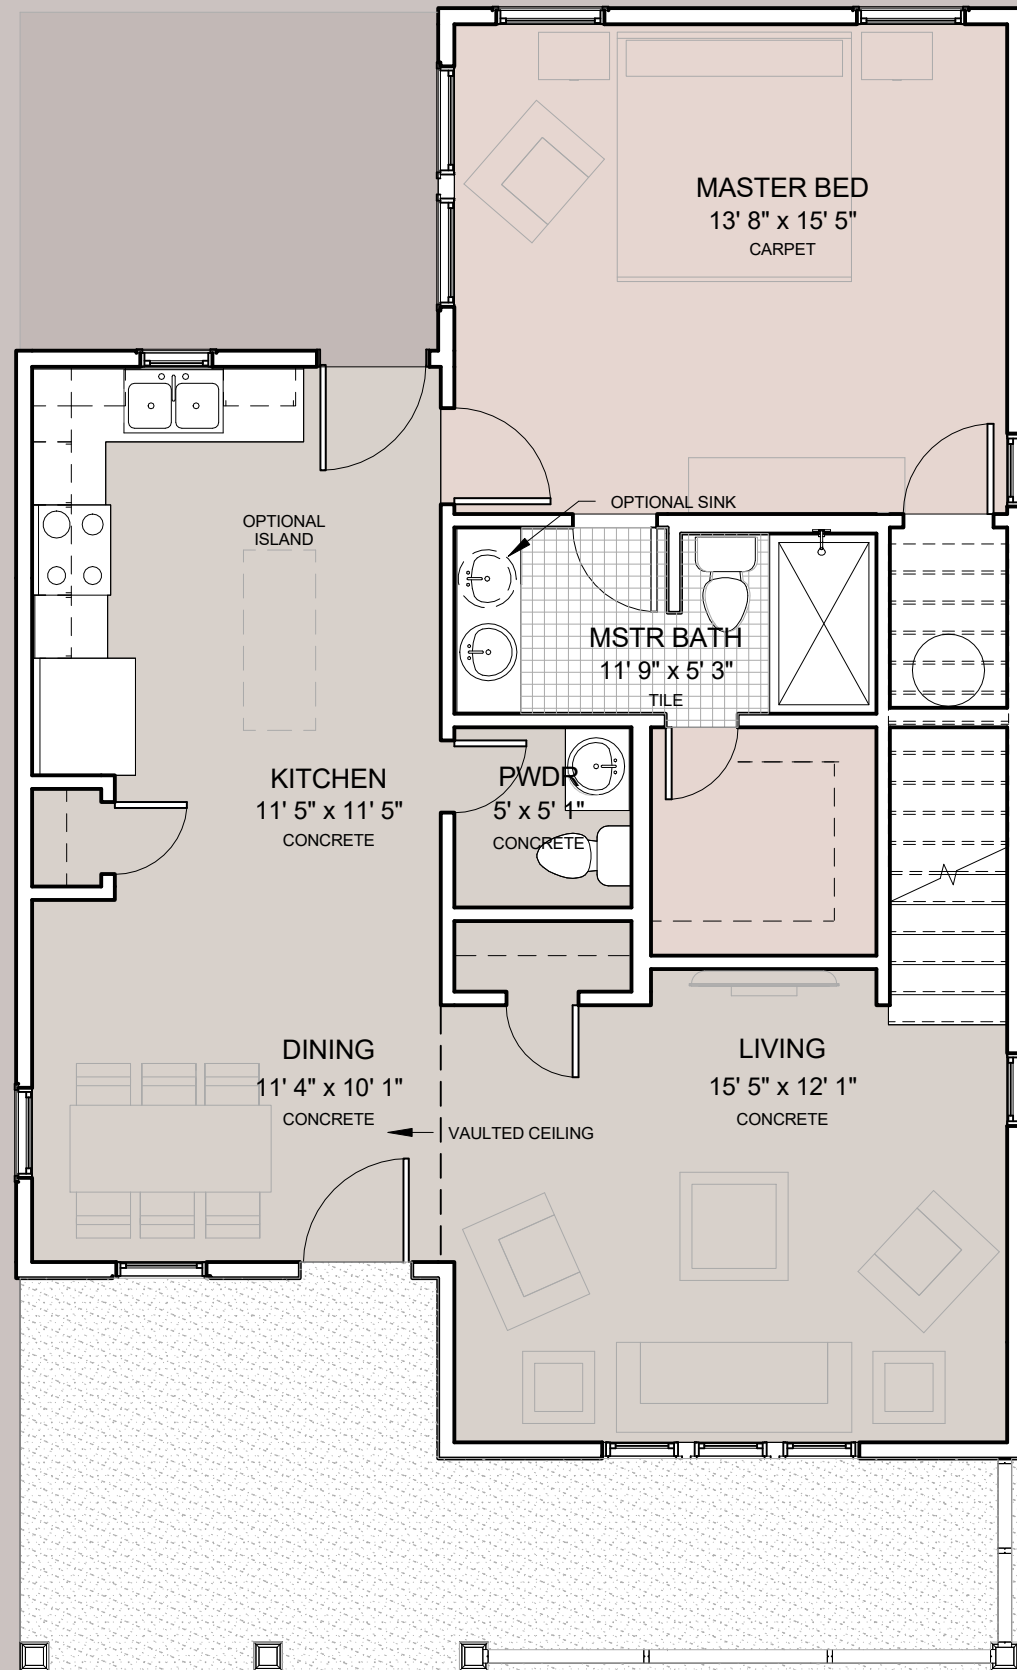 MASTER BED
13' 8" x 15' 5"
CARPET
OPTIONAL SINK
OPTIONAL
ISLAND
MSTR BATH
11' 9" x 5' 3"
TILE
KITCHEN
11' 5" x 11' 5"
CONCRETE
PWDR
5' x 5' 1"
CONCRETE
DINING
11' 4" x 10' 1"
CONCRETE
LIVING
15' 5" x 12' 1"
CONCRETE
VAULTED CEILING